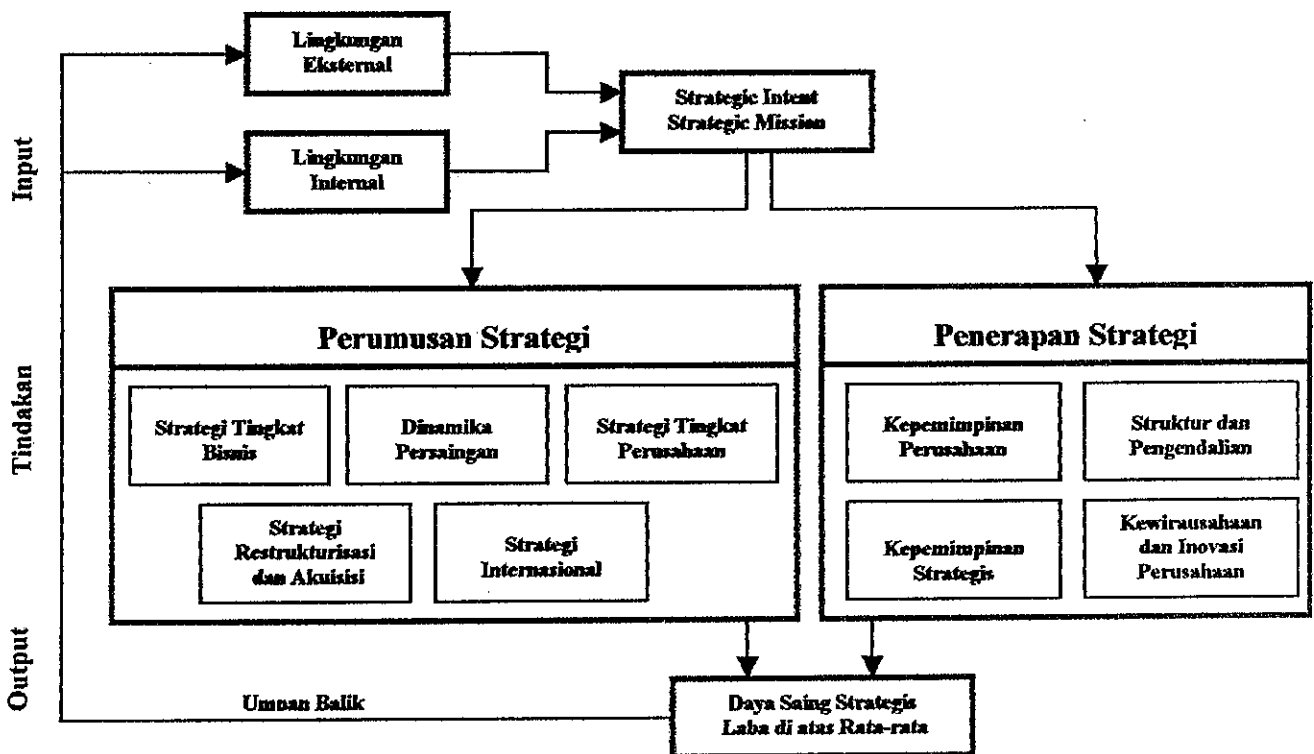 Lingkungan
Eksternal
Strategic Intent
Strategic Mission
Input
Lingkungan
Internal
Perumusan Strategi
Penerapan Strategi
Tindakan
Strategi Tingkat
Bisnis
Dinamika
Persaingan
Strategi Tingkat
Perusahaan
Kepemimpinan
Perusahaan
Struktur dan
Pengendalian
Strategi
Restrukturisasi
dan Akuisisi
Strategi
Internasional
Kepemimpinan
Strategis
Kewirausahaan
dan Inovasi
Perusahaan
Output
Umpan Balik
Daya Saing Strategis
Laba di atas Rata-rata